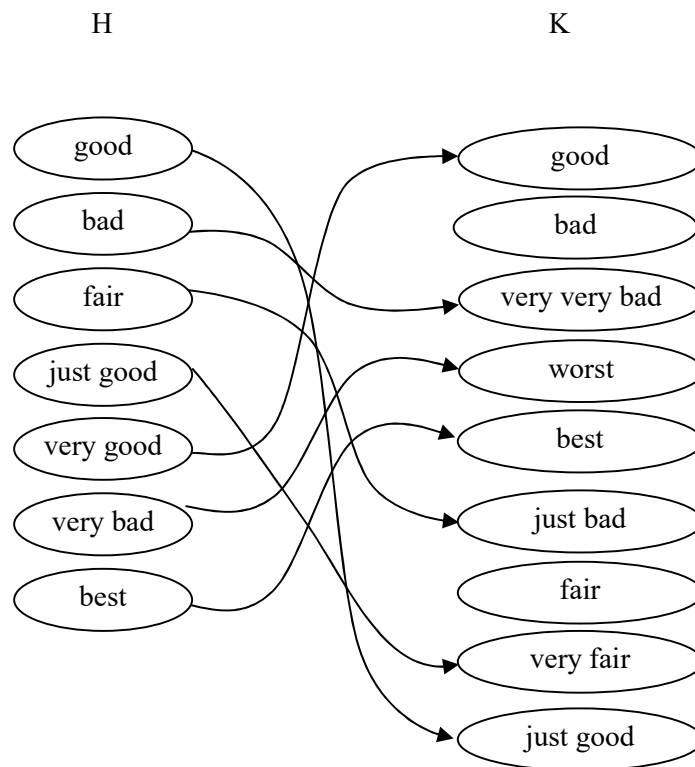 H K
good
bad
fair
just good
very good
very bad
best
good
bad
very very bad
worst
best
just bad
fair
very fair
just good